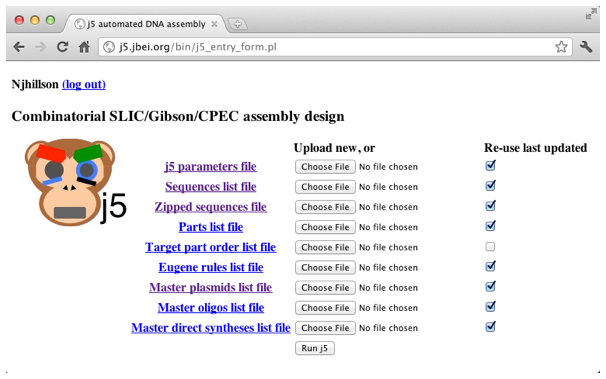 j5 automated DNA assembly
j5.jbei.org/bin/j5_entry_form.pl
Njhillson (log out)
Combinatorial SLIC/Gibson/CPEC assembly design
j5
Upload new, or Re-use last updated
j5 parameters file Choose File No file chosen
Sequences list file Choose File No file chosen
Zipped sequences file Choose File No file chosen
Parts list file Choose File No file chosen
Target part order list file Choose File No file chosen
Eugene rules list file Choose File No file chosen
Master plasmids list file Choose File No file chosen
Master oligos list file Choose File No file chosen
Master direct syntheses list file Choose File No file chosen
Run j5